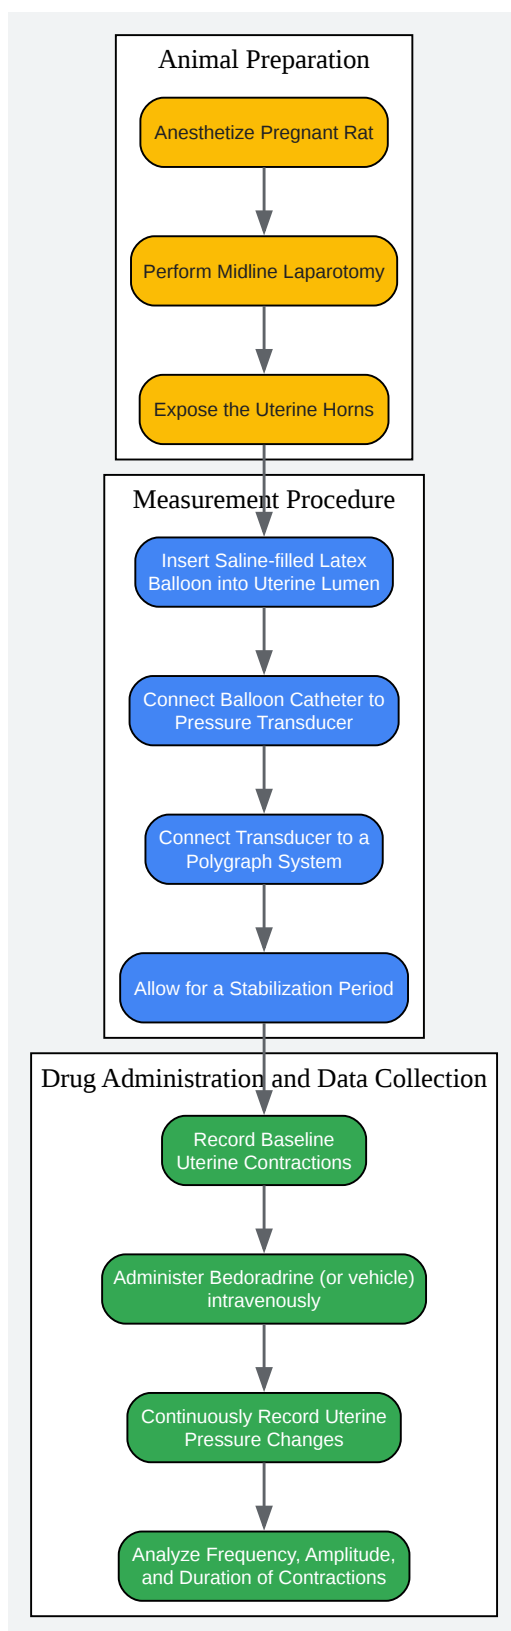 Animal Preparation
Anesthetize Pregnant Rat
Perform Midline Laparotomy
Expose the Uterine Horns
Measurement Procedure
Insert Saline-filled Latex
Balloon into Uterine Lumen
Connect Balloon Catheter to
Pressure Transducer
Connect Transducer to a
Polygraph System
Allow for a Stabilization Period
Drug Administration and Data Collection
Record Baseline
Uterine Contractions
Administer Bedoradrine (or vehicle)
intravenously
Continuously Record Uterine
Pressure Changes
Analyze Frequency, Amplitude,
and Duration of Contractions